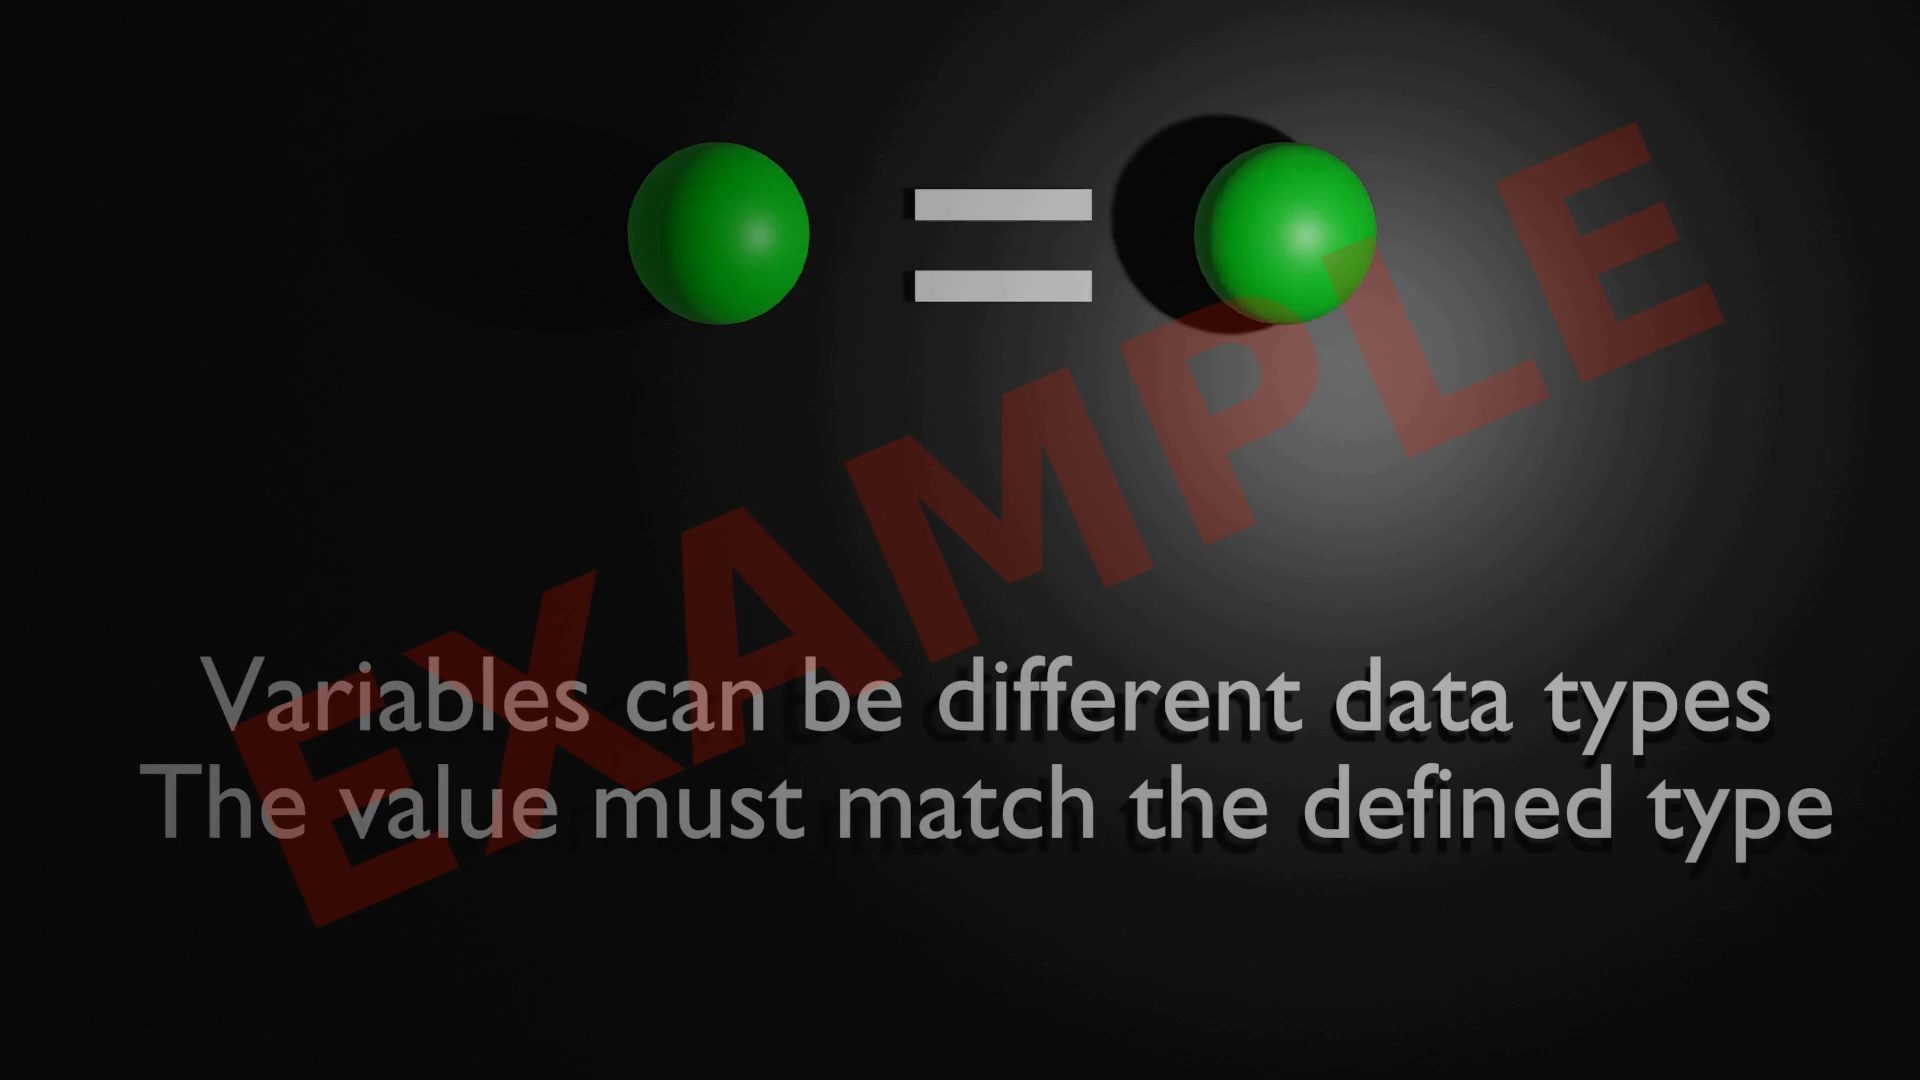 EXAMPLE
Variables can be different data types
The value must match the defined type